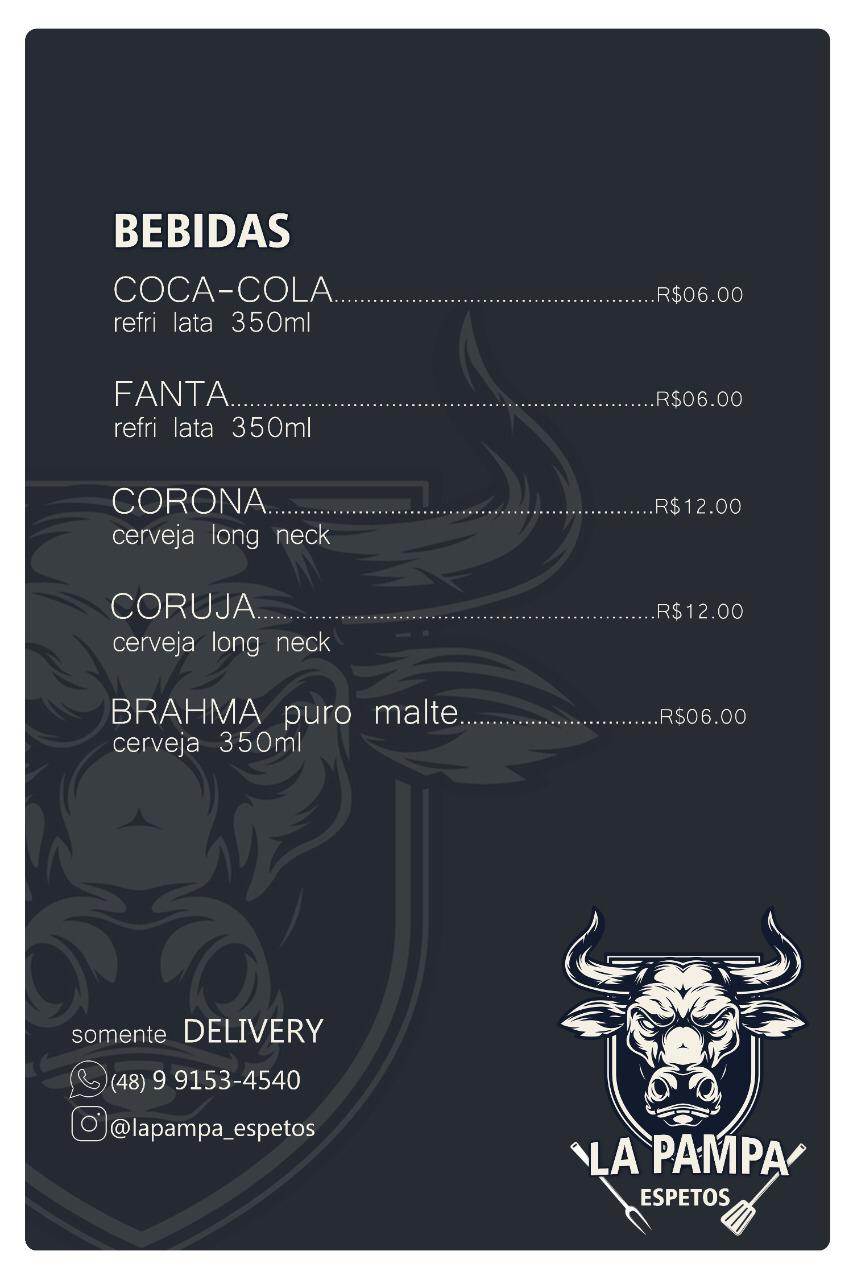 BEBIDAS
COCA-COLA..................................................R$06.00
refri lata 350ml
FANTA..................................................................R$06.00
refri lata 350ml
CORONA............................................................R$12.00
cerveja long neck
CORUJA..............................................................R$12.00
cerveja long neck
BRAHMA puro malte...............................R$06.00
cerveja 350ml
somente DELIVERY
(48) 9 9153-4540
@lapampa_espetos
LA PAMPA
ESPETOS